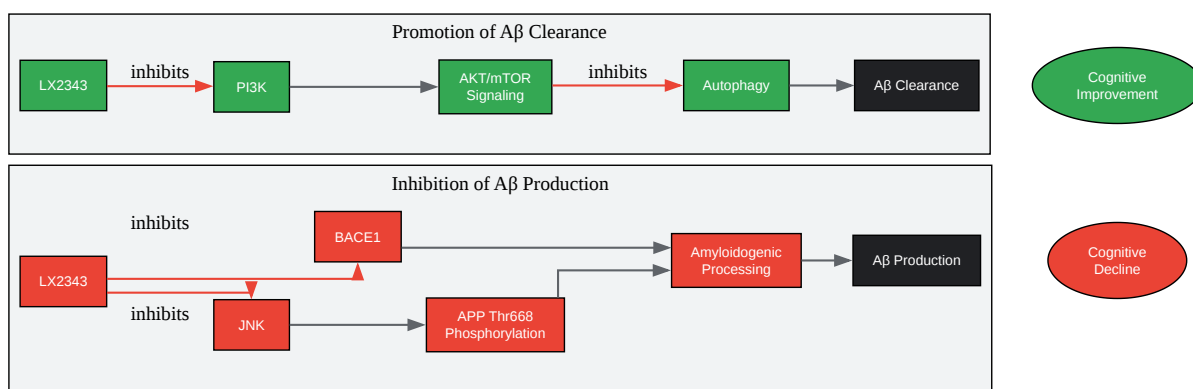 Promotion of Aβ Clearance
LX2343
inhibits
PI3K
AKT/mTOR
Signaling
inhibits
Autophagy
Aβ Clearance
Cognitive
Improvement
Inhibition of Aβ Production
inhibits
BACE1
LX2343
Amyloidogenic
Processing
Aβ Production
Cognitive
Decline
inhibits
JNK
APP Thr668
Phosphorylation